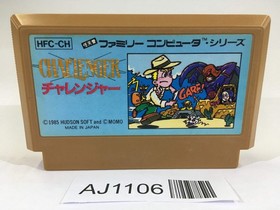 HFC-CH
ファミリー コンピュータ™・シリーズ
CHALLENGER
チャレンジャー
GARF
© 1985 HUDSON SOFT and © MOMO
MADE IN JAPAN
AJ1106